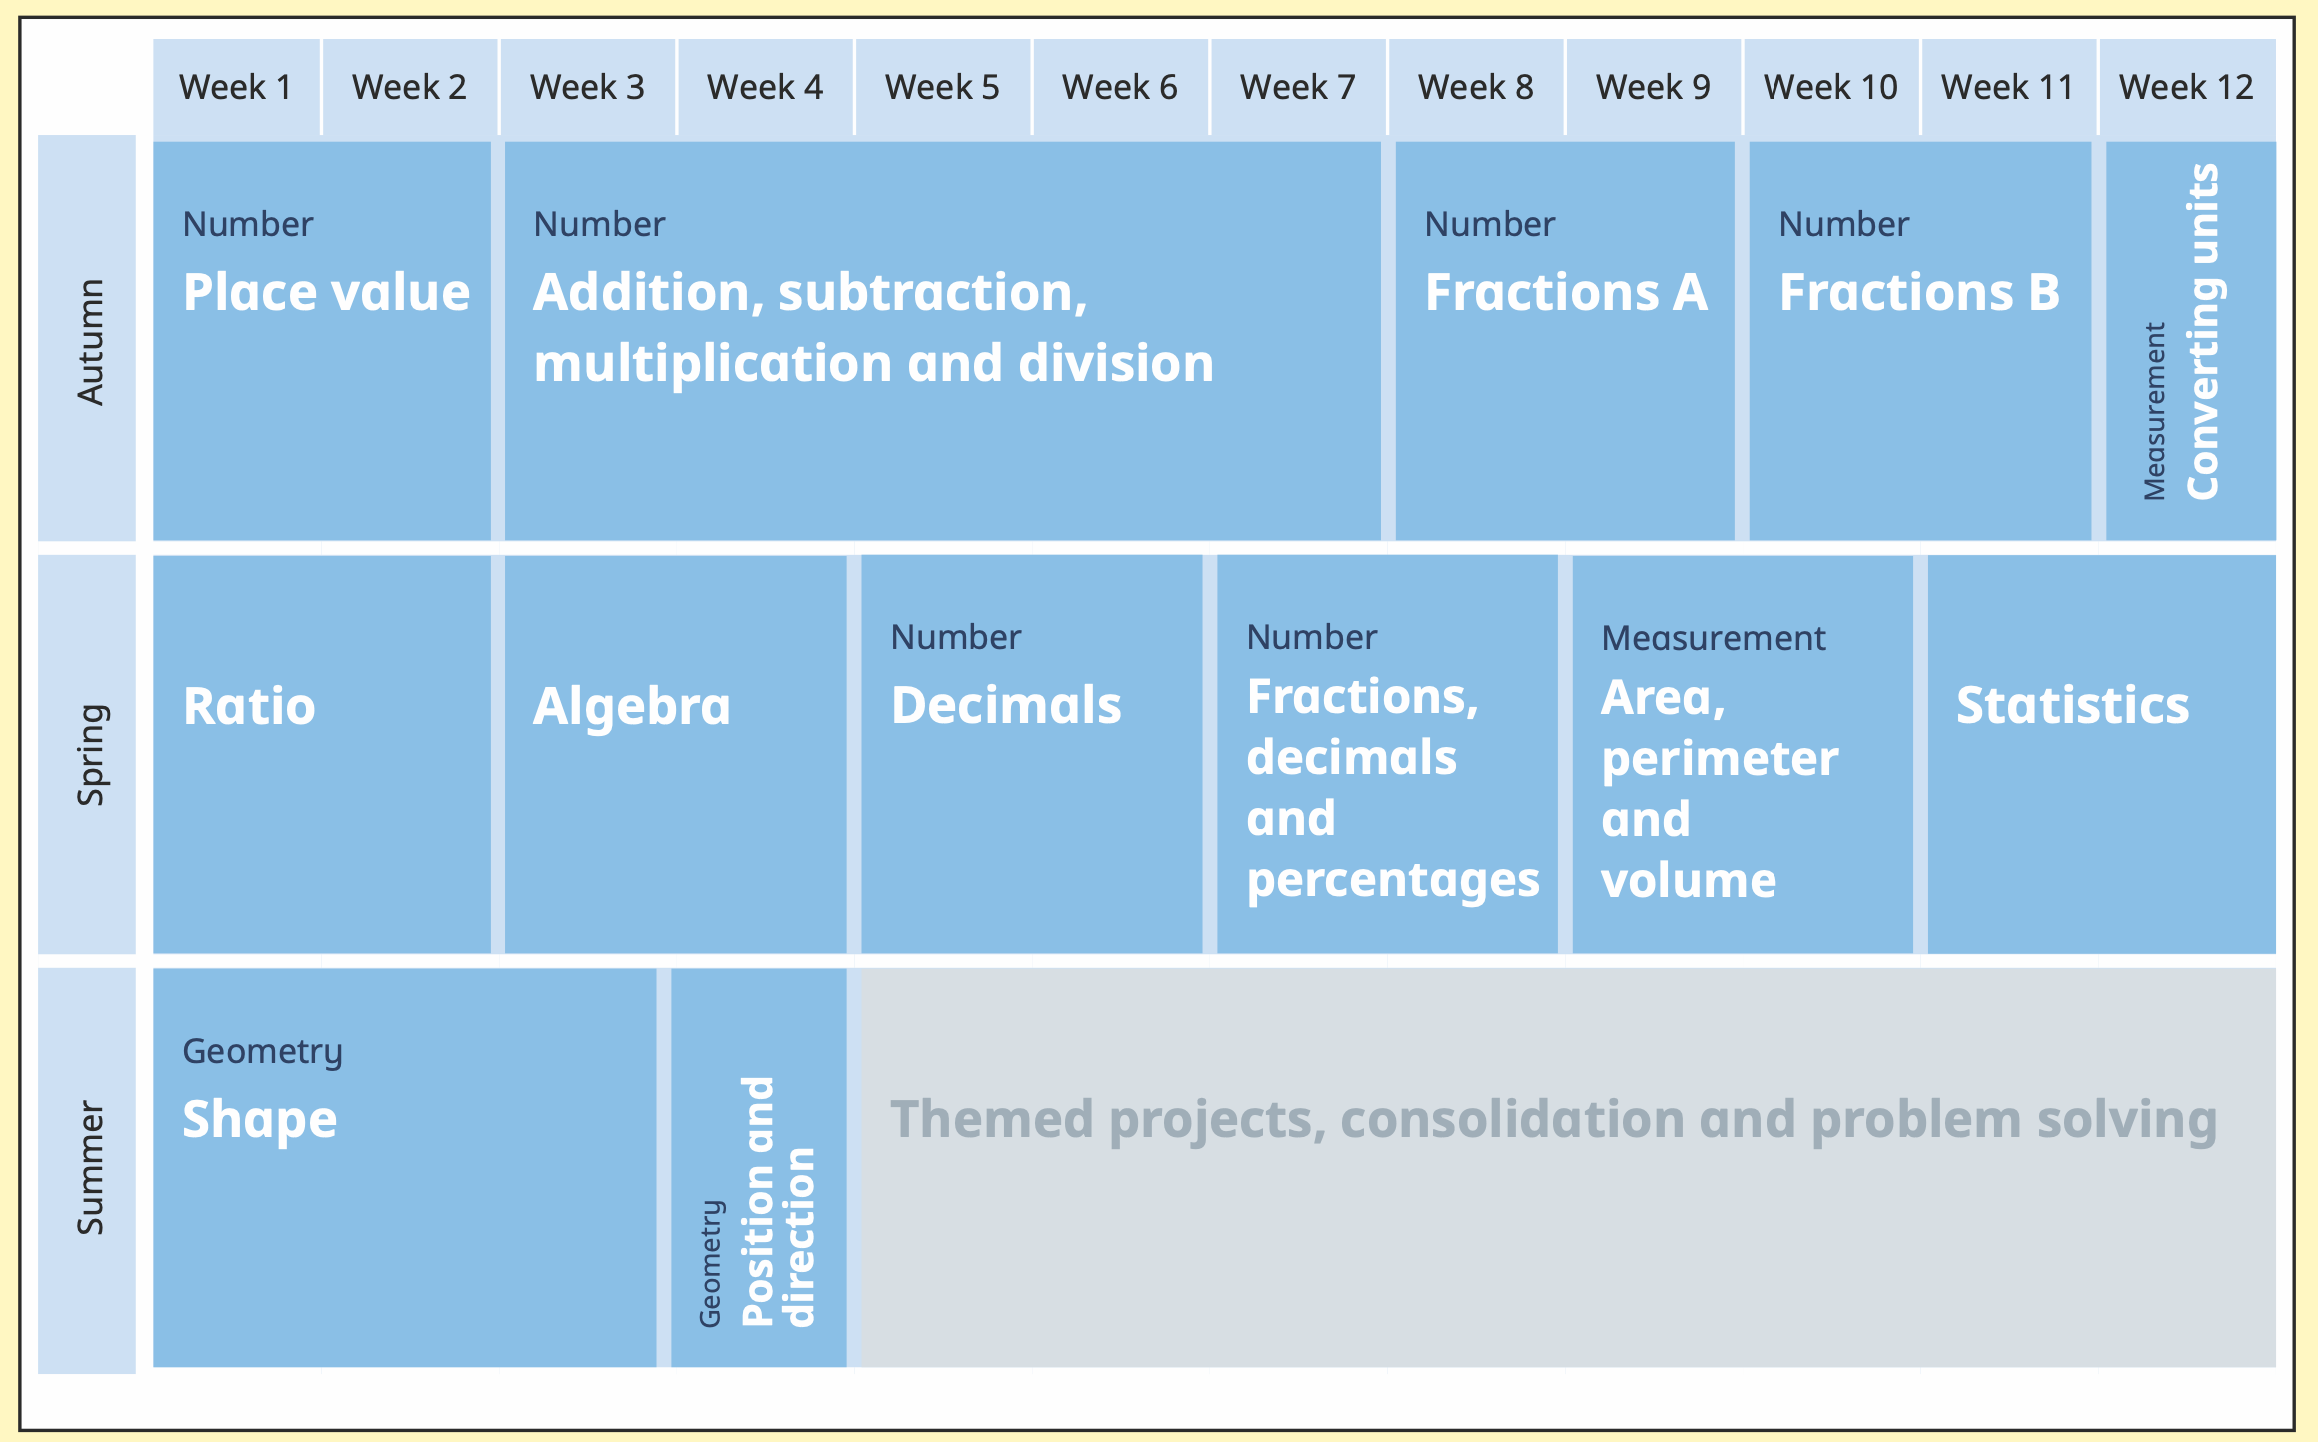 Week 1
Week 2
Week 3
Week 4
Week 5
Week 6
Week 7
Week 8
Week 9
Week 10
Week 11
Week 12
Autumn
Number
Place value
Number
Addition, subtraction,
multiplication and division
Number
Fractions A
Number
Fractions B
Measurement
Converting units
Spring
Ratio
Algebra
Number
Decimals
Number
Fractions,
decimals
and
percentages
Measurement
Area,
perimeter
and
volume
Statistics
Summer
Geometry
Shape
Geometry
Position and
direction
Themed projects, consolidation and problem solving